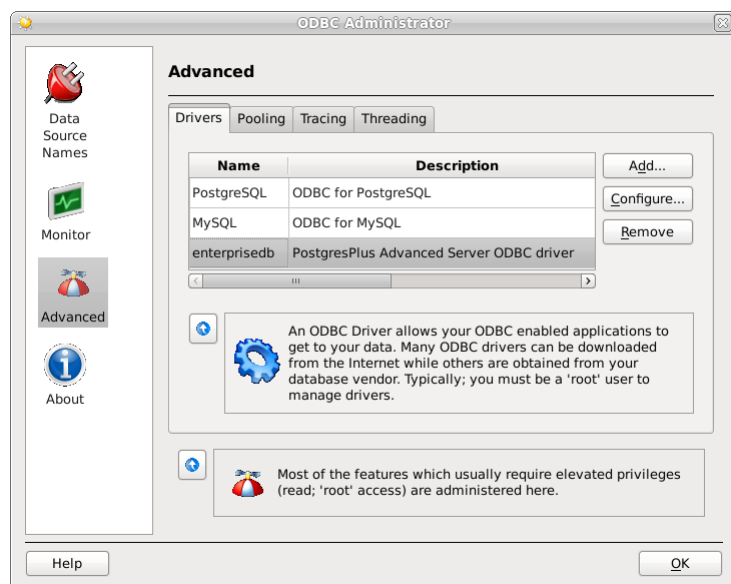 ODBC Administrator
Data
Source
Names
Monitor
Advanced
About
Advanced
Drivers Pooling Tracing Threading
Name Description
PostgreSQL ODBC for PostgreSQL
MySQL ODBC for MySQL
enterprisedb PostgresPlus Advanced Server ODBC driver
Add...
Configure...
Remove
An ODBC Driver allows your ODBC enabled applications to
get to your data. Many ODBC drivers can be downloaded
from the Internet while others are obtained from your
database vendor. Typically; you must be a 'root' user to
manage drivers.
Most of the features which usually require elevated privileges
(read; 'root' access) are administered here.
Help
OK